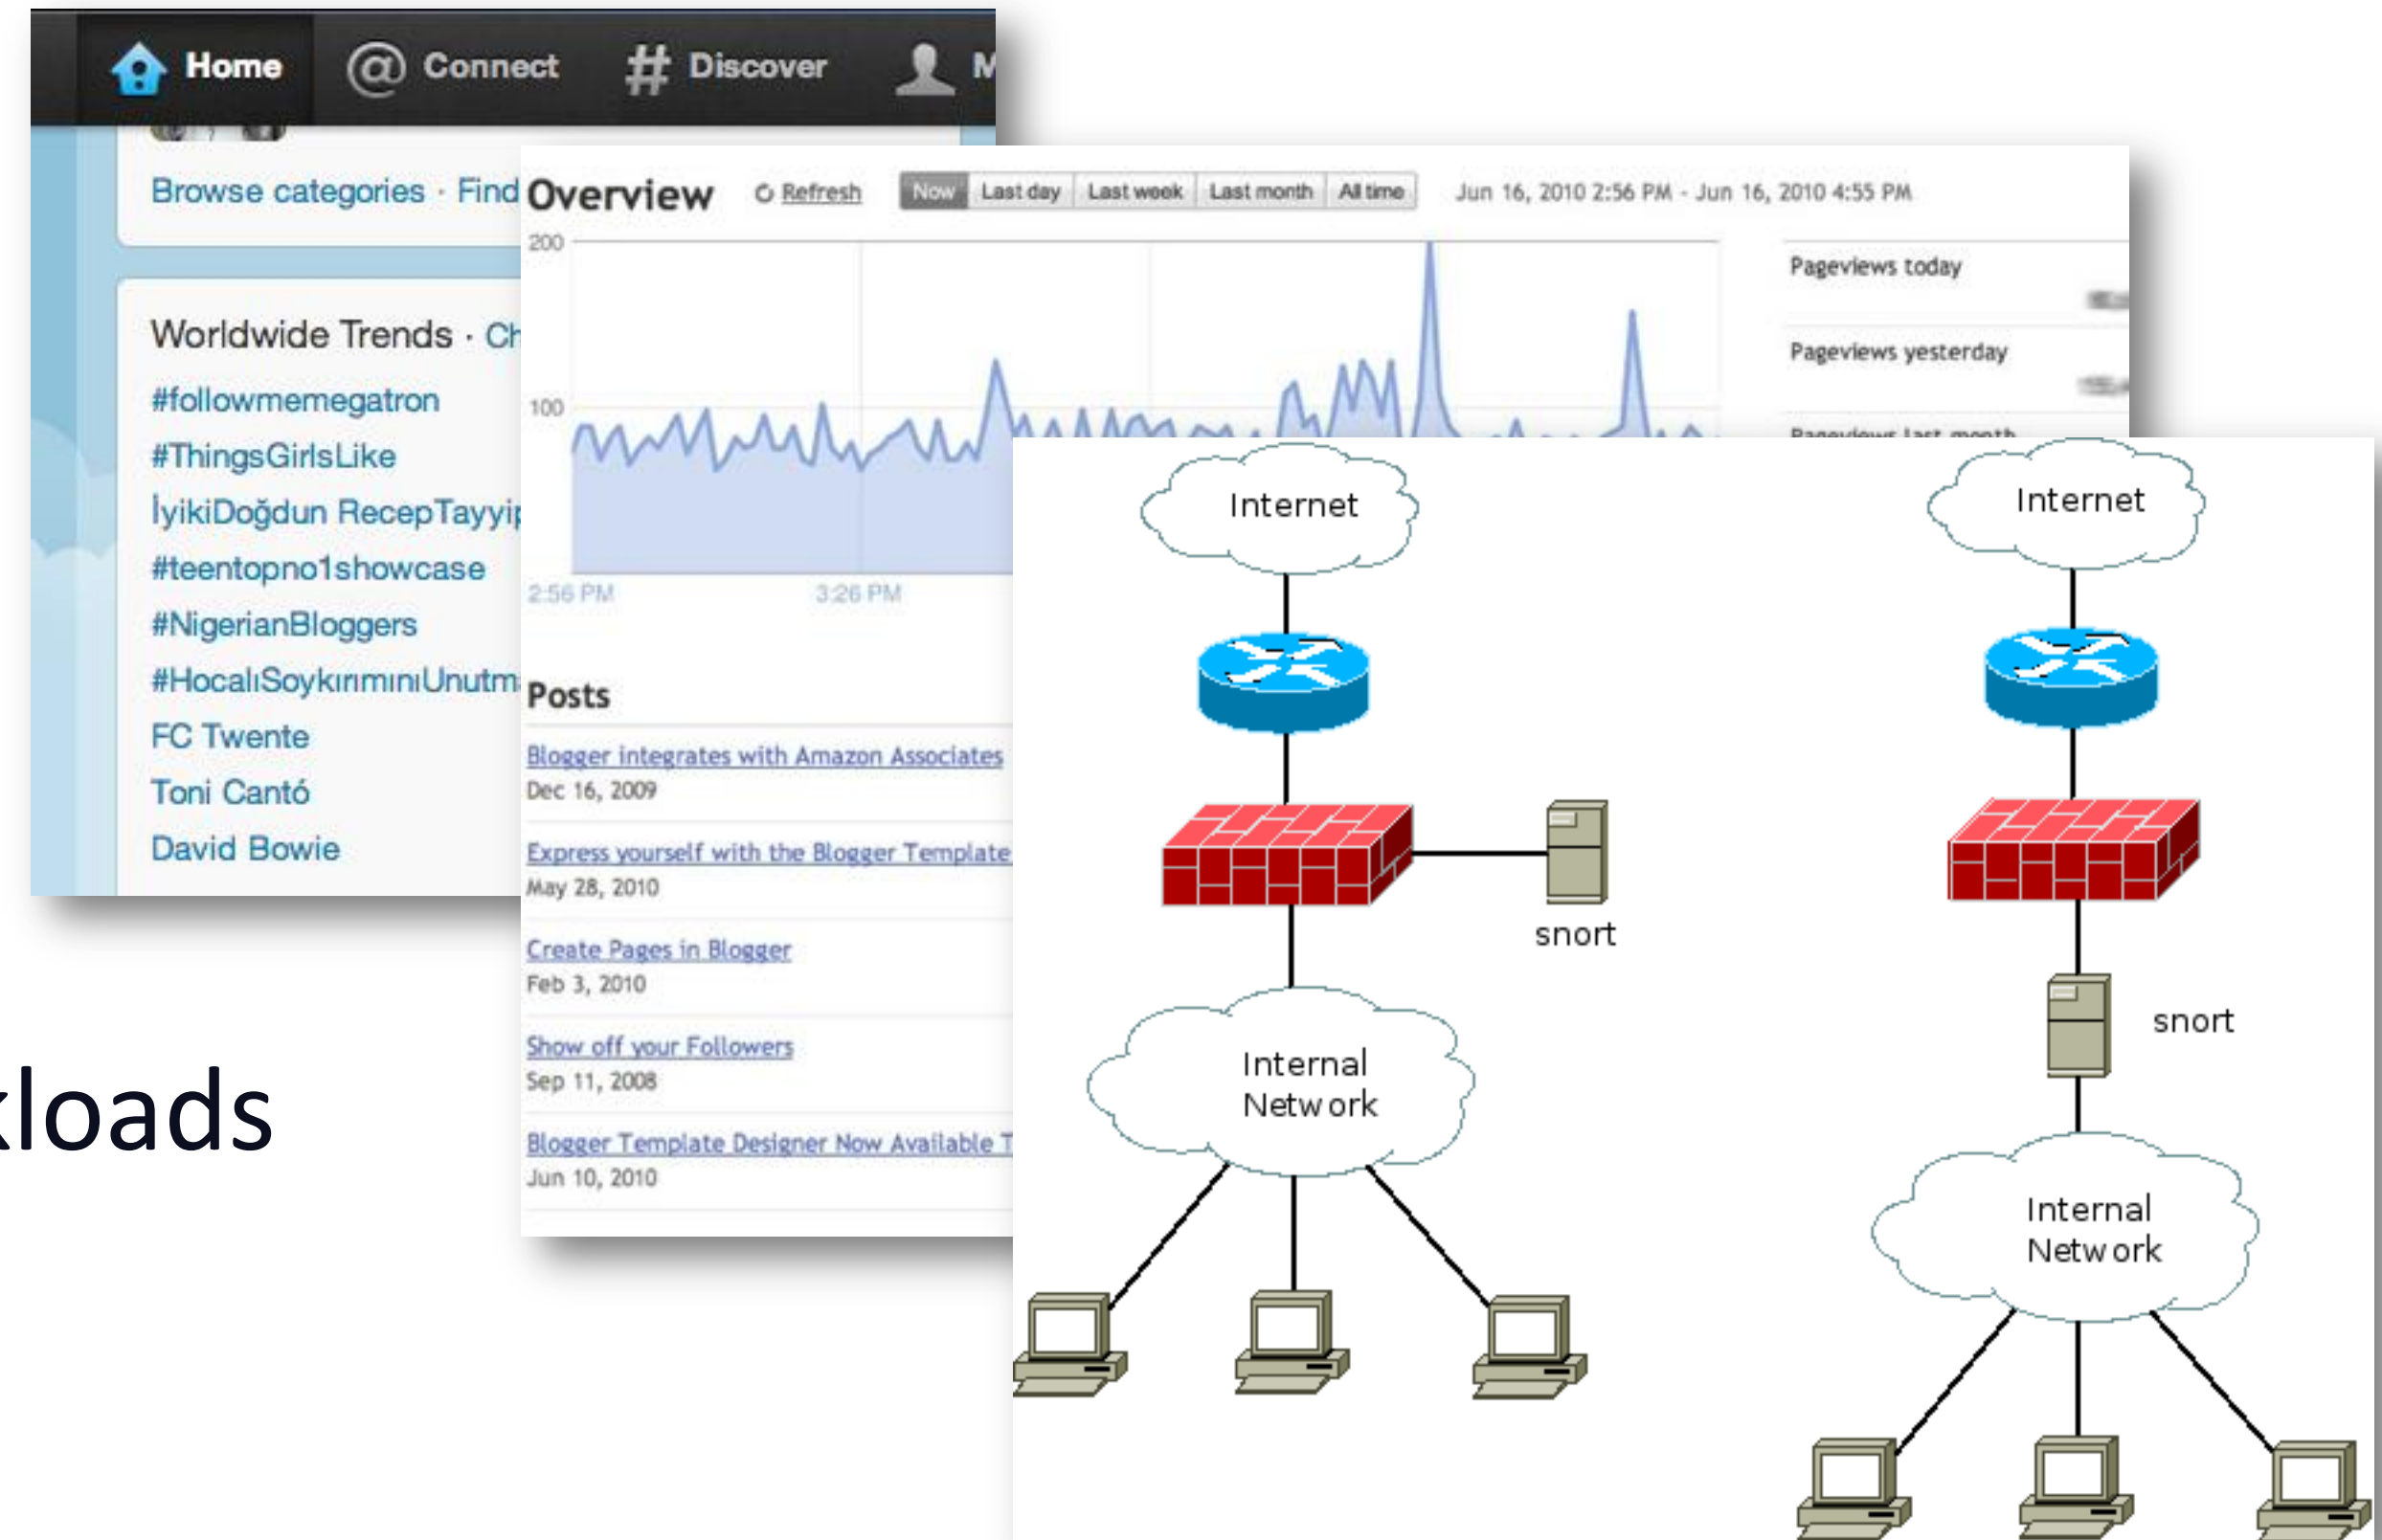 Home @ Connect # Discover
Browse categories · Find
Worldwide Trends ·
#followmemegatron
#ThingsGirlsLike
İyikiDoğdun RecepTayyip
#teentopno1showcase
#NigerianBloggers
#HocalıSoykırımınıUnutm
FC Twente
Toni Cantó
David Bowie
Overview Refresh Now Last day Last week Last month All time Jun 16, 2010 2:56 PM - Jun 16, 2010 4:55 PM
200
100
2:56 PM 3:26 PM
Pageviews today
Pageviews yesterday
Pageviews last month
Posts
Blogger integrates with Amazon Associates
Dec 16, 2009
Express yourself with the Blogger Template
May 28, 2010
Create Pages in Blogger
Feb 3, 2010
Show off your Followers
Sep 11, 2008
Blogger Template Designer Now Available T
Jun 10, 2010
Internet
snort
Internal
Network
Internet
snort
Internal
Network
kloads